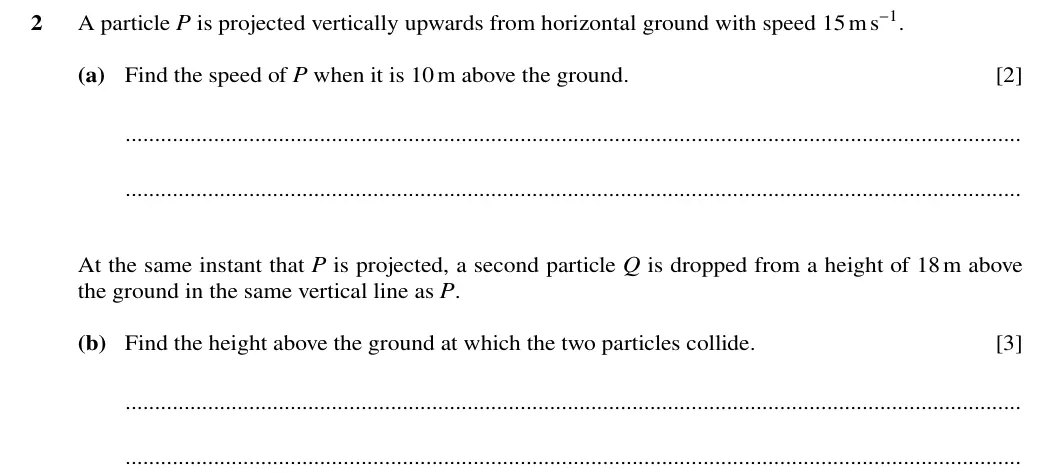 2 A particle P is projected vertically upwards from horizontal ground with speed 15 m s⁻¹.
(a) Find the speed of P when it is 10 m above the ground. [2]
................................................................................
................................................................................
At the same instant that P is projected, a second particle Q is dropped from a height of 18 m above
the ground in the same vertical line as P.
(b) Find the height above the ground at which the two particles collide. [3]
................................................................................
................................................................................